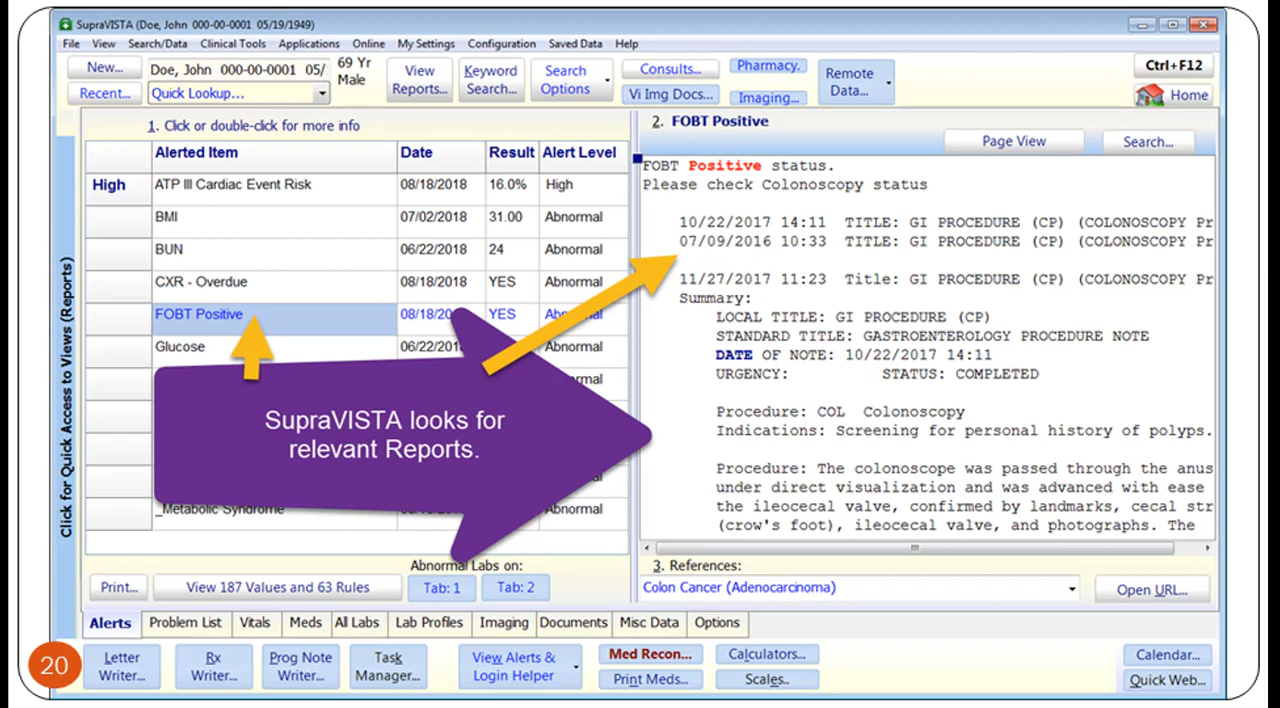 SupraVISTA (Doe, John 000-00-0001 05/19/1949)
File View Search/Data Clinical Tools Applications Online My Settings Configuration Saved Data Help
New... Doe, John 000-00-0001 05/ 69 Yr Male
Recent... Quick Lookup...
View Reports... Keyword Search... Search Options
Consults... Pharmacy.
Vi Img Docs... Imaging...
Remote Data...
Ctrl+F12
Home
Click for Quick Access to Views (Reports)
1. Click or double-click for more info
Alerted Item Date Result Alert Level
High ATP III Cardiac Event Risk 08/18/2018 16.0% High
BMI 07/02/2018 31.00 Abnormal
BUN 06/22/2018 24 Abnormal
CXR - Overdue 08/18/2018 YES Abnormal
FOBT Positive YES
Glucose Abnormal
_Metabolic Syndrome Abnormal
SupraVISTA looks for
relevant Reports.
Abnormal Labs on:
Print... View 187 Values and 63 Rules Tab: 1 Tab: 2
2. FOBT Positive
Page View Search...
FOBT Positive status.
Please check Colonoscopy status
10/22/2017 14:11 TITLE: GI PROCEDURE (CP) (COLONOSCOPY Pr
07/09/2016 10:33 TITLE: GI PROCEDURE (CP) (COLONOSCOPY Pr
11/27/2017 11:23 Title: GI PROCEDURE (CP) (COLONOSCOPY Pr
Summary:
LOCAL TITLE: GI PROCEDURE (CP)
STANDARD TITLE: GASTROENTEROLOGY PROCEDURE NOTE
DATE OF NOTE: 10/22/2017 14:11
URGENCY: STATUS: COMPLETED
Procedure: COL Colonoscopy
Indications: Screening for personal history of polyps.
Procedure: The colonoscope was passed through the anus
under direct visualization and was advanced with ease
the ileocecal valve, confirmed by landmarks, cecal str
(crow's foot), ileocecal valve, and photographs. The
3. References:
Colon Cancer (Adenocarcinoma) Open URL...
Alerts Problem List Vitals Meds All Labs Lab Profiles Imaging Documents Misc Data Options
20
Letter Writer... Rx Writer... Prog Note Writer... Task Manager... View Alerts & Login Helper
Med Recon... Calculators... Calendar...
Print Meds... Scales.. Quick Web...